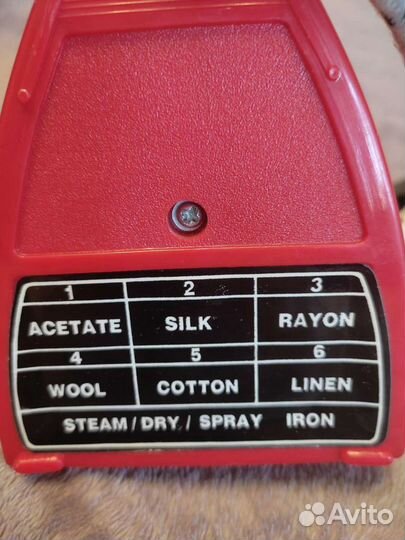 1 2 3
ACETATE SILK RAYON
4 5 6
WOOL COTTON LINEN
STEAM / DRY / SPRAY IRON
Avito